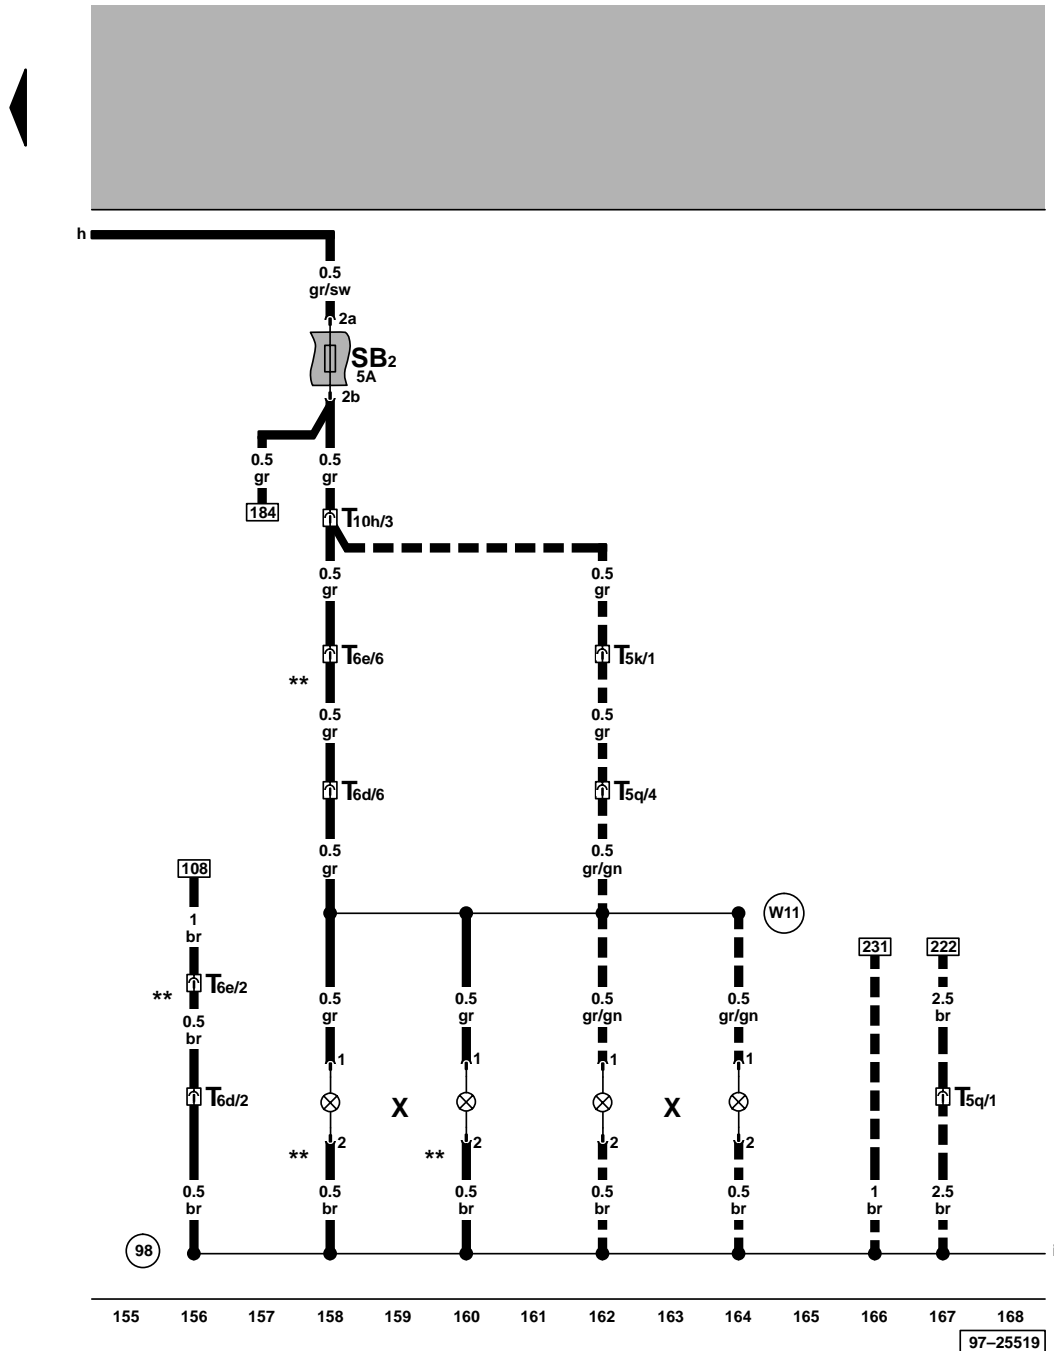 h
0.5
gr/sw
2a
SB2
5A
2b
0.5 0.5
gr gr
184
T10h/3
0.5 0.5
gr gr
T6e/6 T5k/1
**
0.5 0.5
gr gr
T6d/6 T5q/4
0.5 0.5
gr gr/gn
108
W11
1
br
231 222
T6e/2
**
0.5 0.5 0.5 0.5 2.5
gr gr gr/gn gr/gn br
0.5
br
1 1 1 1
T6d/2 X X T5q/1
2 2 2 2
** **
0.5 0.5 0.5 0.5 0.5 1 2.5
br br br br br br br
98 i
155 156 157 158 159 160 161 162 163 164 165 166 167 168
97–25519